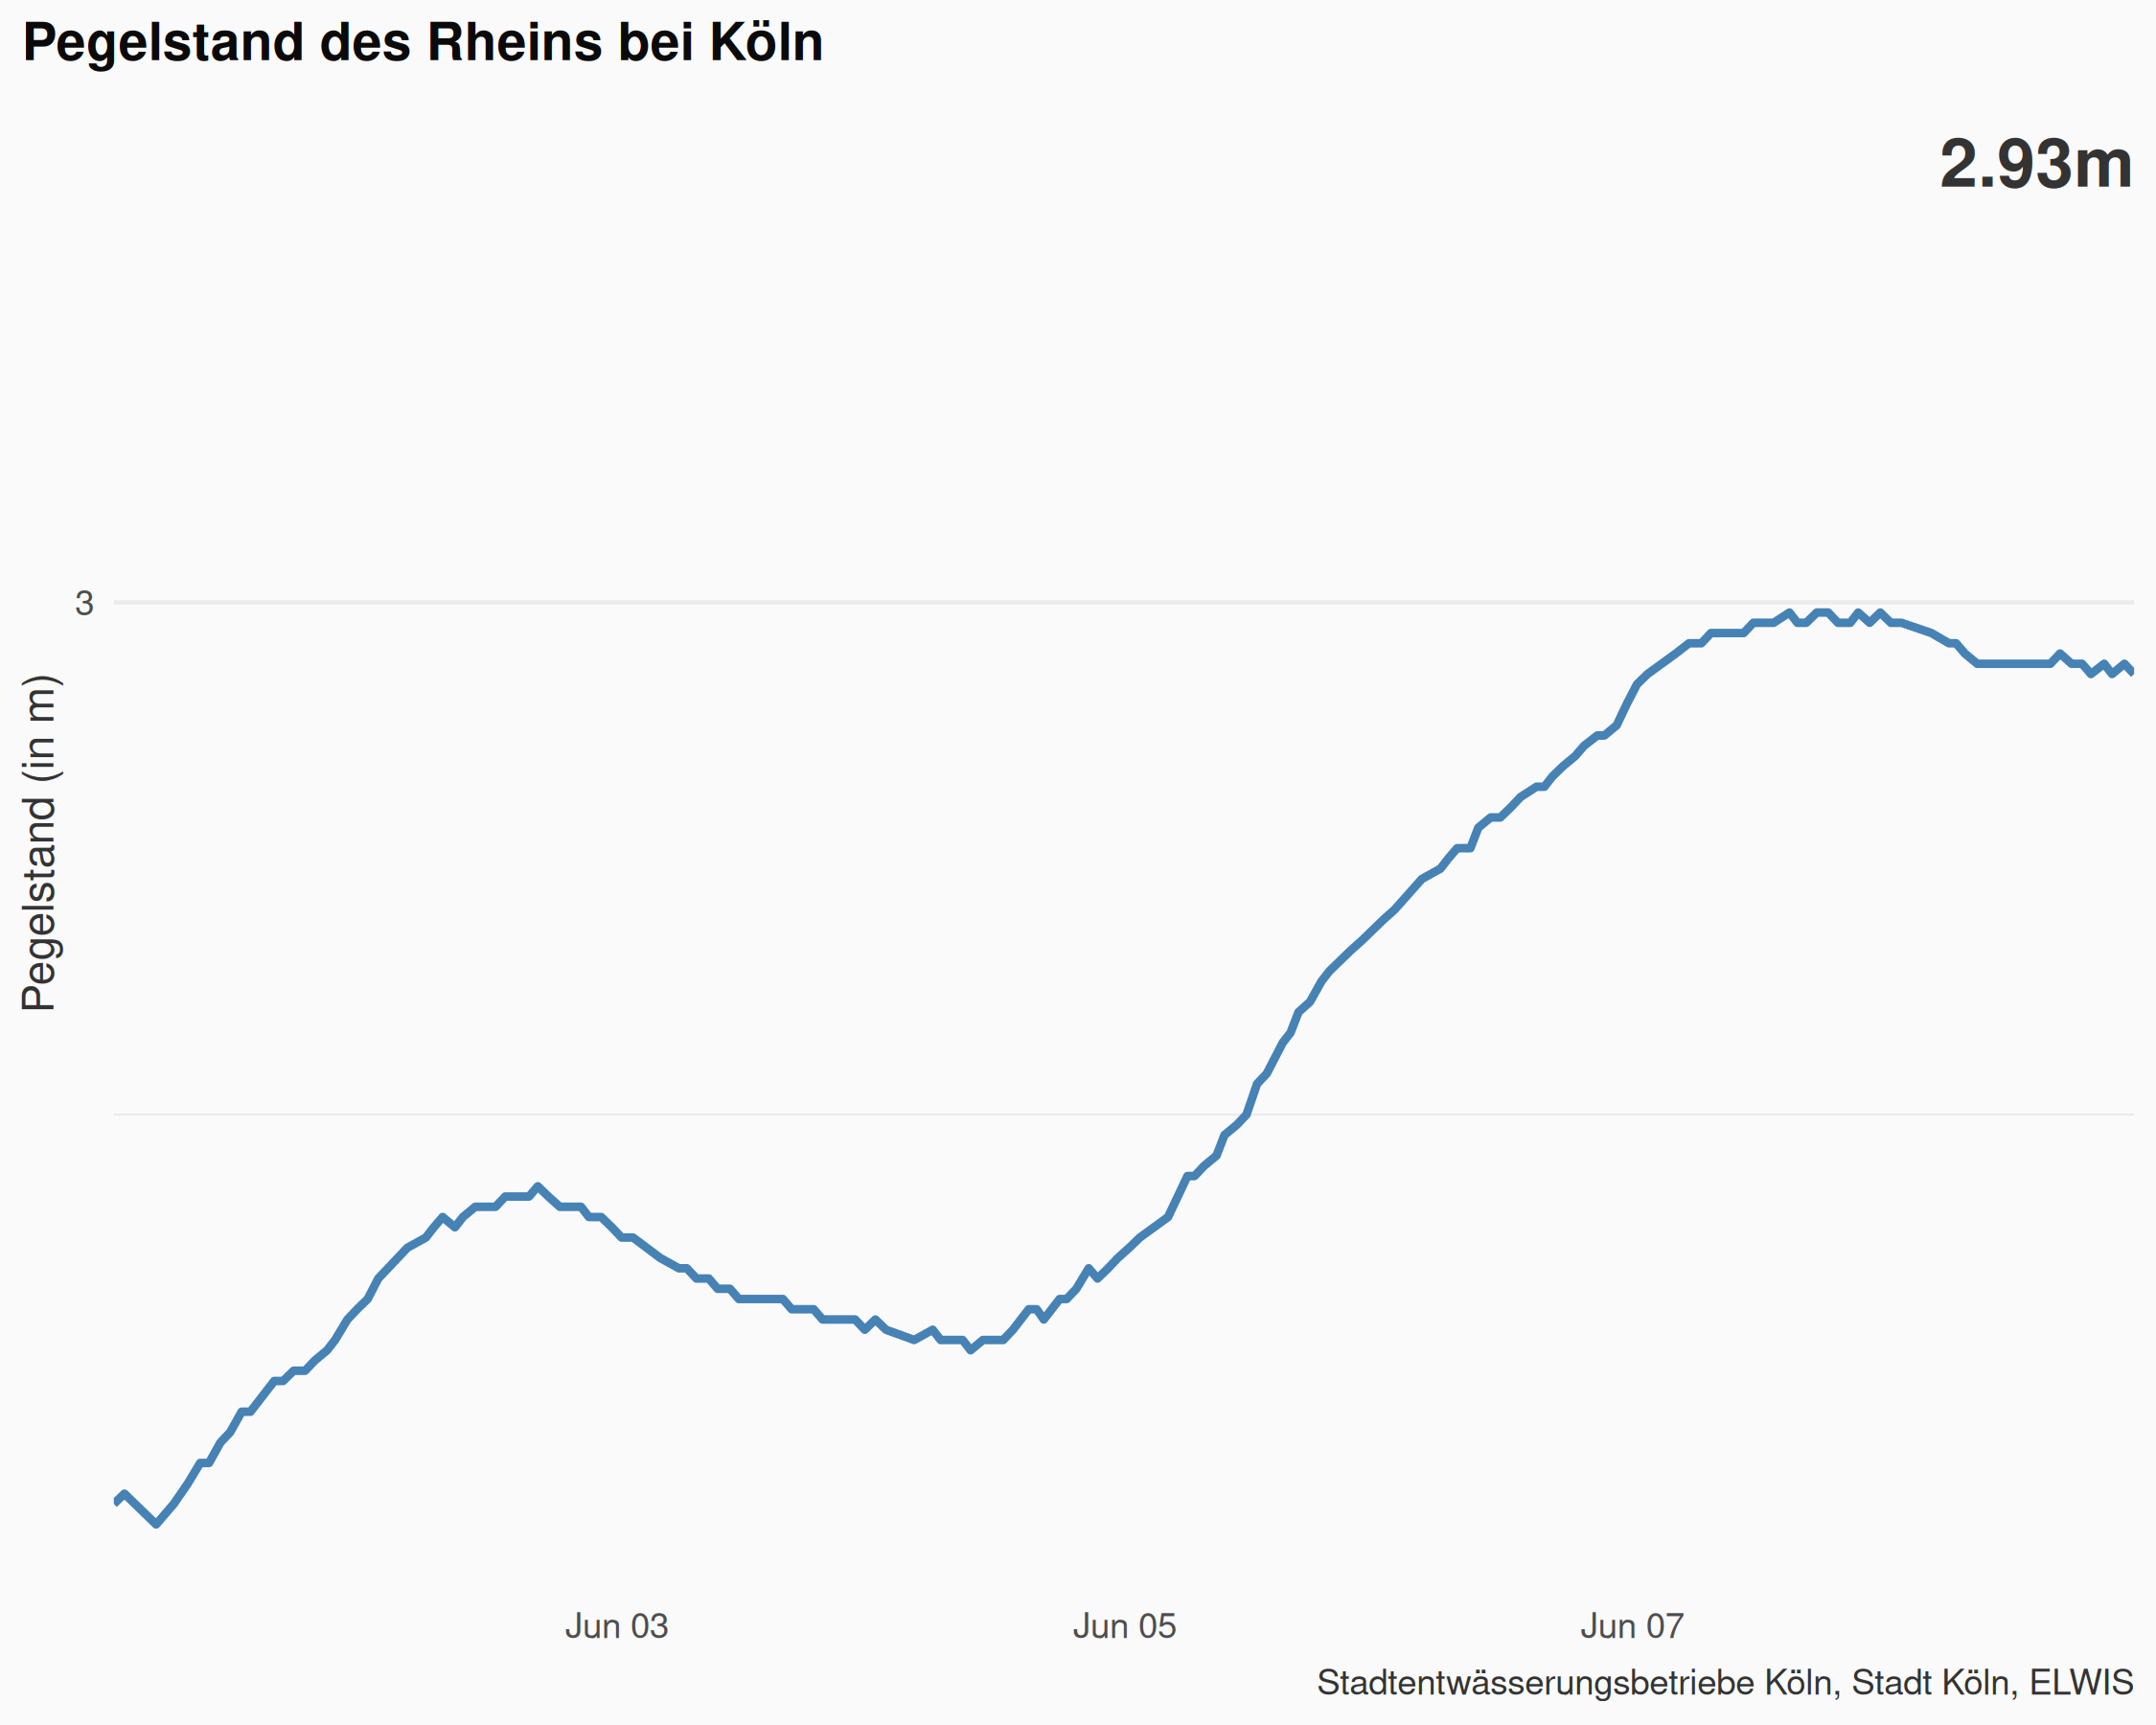 Pegelstand des Rheins bei Köln
2.93m
3
Pegelstand (in m)
Jun 03 Jun 05 Jun 07
Stadtentwässerungsbetriebe Köln, Stadt Köln, ELWIS